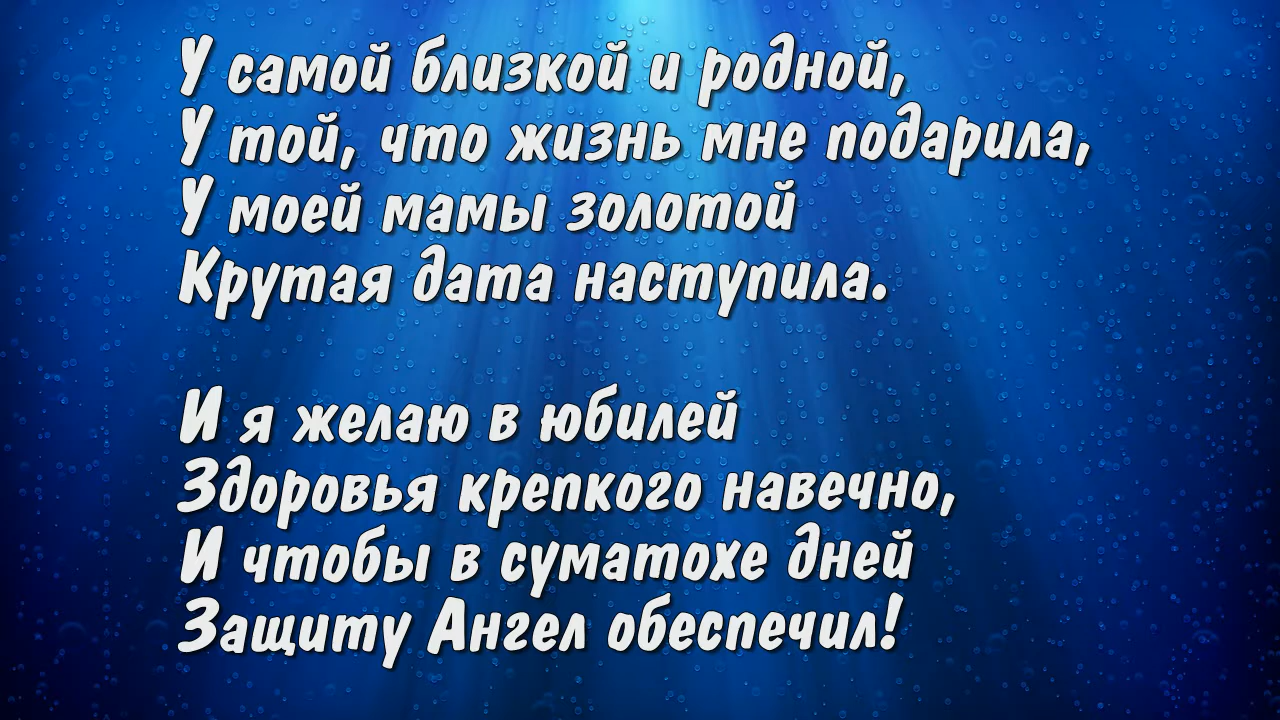 У самой близкой и родной,
У той, что жизнь мне подарила,
У моей мамы золотой
Крутая дата наступила.

И я желаю в юбилей
Здоровья крепкого навечно,
И чтобы в суматохе дней
Защиту Ангел обеспечил!